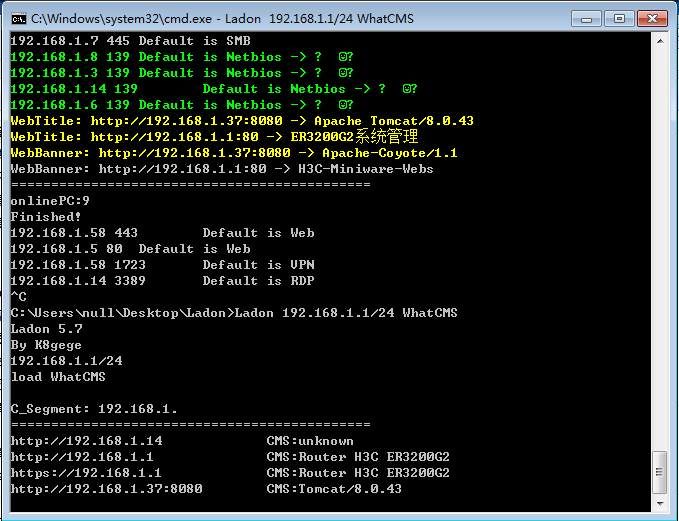 C:\Windows\system32\cmd.exe - Ladon  192.168.1.1/24 WhatCMS
192.168.1.7 445 Default is SMB
192.168.1.8 139 Default is Netbios -> ?  ☺?
192.168.1.3 139 Default is Netbios -> ?  ☺?
192.168.1.14 139        Default is Netbios -> ?  ☺?
192.168.1.6 139 Default is Netbios -> ?  ☺?
WebTitle: http://192.168.1.37:8080 -> Apache Tomcat/8.0.43
WebTitle: http://192.168.1.1:80 -> ER3200G2系统管理
WebBanner: http://192.168.1.37:8080 -> Apache-Coyote/1.1
WebBanner: http://192.168.1.1:80 -> H3C-Miniware-Webs
=============================================
onlinePC:9
Finished!
192.168.1.58 443        Default is Web
192.168.1.5 80  Default is Web
192.168.1.58 1723       Default is VPN
192.168.1.14 3389       Default is RDP
^C
C:\Users\null\Desktop\Ladon>Ladon 192.168.1.1/24 WhatCMS
Ladon 5.7
By K8gege
192.168.1.1/24
load WhatCMS
C_Segment: 192.168.1.
=============================================
http://192.168.1.14             CMS:unknown
http://192.168.1.1              CMS:Router H3C ER3200G2
https://192.168.1.1             CMS:Router H3C ER3200G2
http://192.168.1.37:8080        CMS:Tomcat/8.0.43